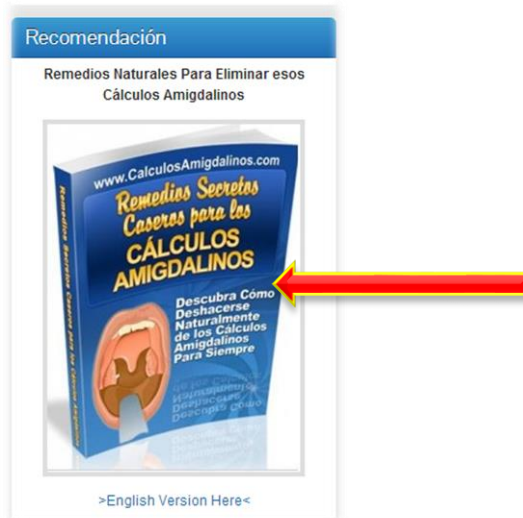 Recomendación
Remedios Naturales Para Eliminar esos
Cálculos Amigdalinos
www.CalculosAmigdalinos.com
Remedios Secretos
Caseros para los
CÁLCULOS
AMIGDALINOS
Descubra Cómo
Deshacerse
Naturalmente
de los Cálculos
Amigdalinos
Para Siempre
Remedios Secretos Caseros para los Cálculos Amigdalinos
>English Version Here<